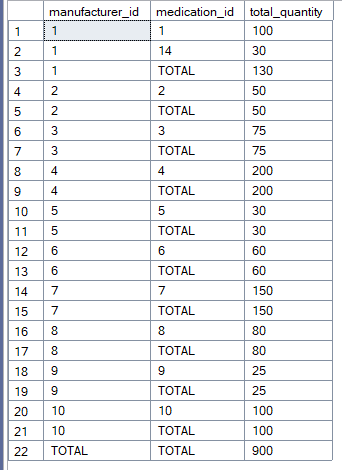 manufacturer_id medication_id total_quantity
1 1 1 100
2 1 14 30
3 1 TOTAL 130
4 2 2 50
5 2 TOTAL 50
6 3 3 75
7 3 TOTAL 75
8 4 4 200
9 4 TOTAL 200
10 5 5 30
11 5 TOTAL 30
12 6 6 60
13 6 TOTAL 60
14 7 7 150
15 7 TOTAL 150
16 8 8 80
17 8 TOTAL 80
18 9 9 25
19 9 TOTAL 25
20 10 10 100
21 10 TOTAL 100
22 TOTAL TOTAL 900